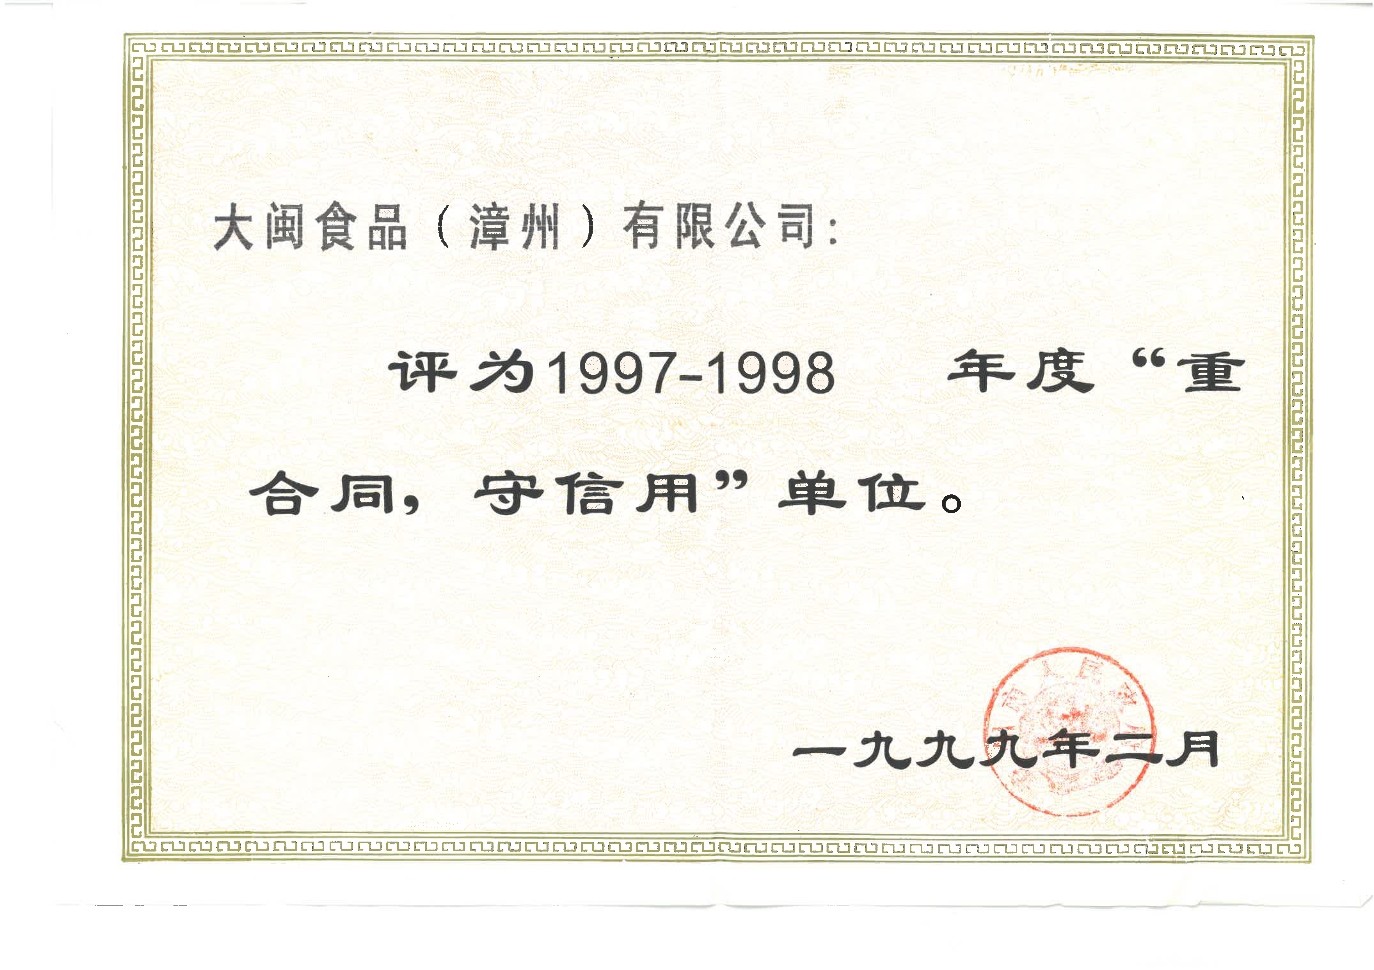 大闽食品（漳州）有限公司：
评为1997-1998 年度“重
合同，守信用”单位。
一九九九年二月